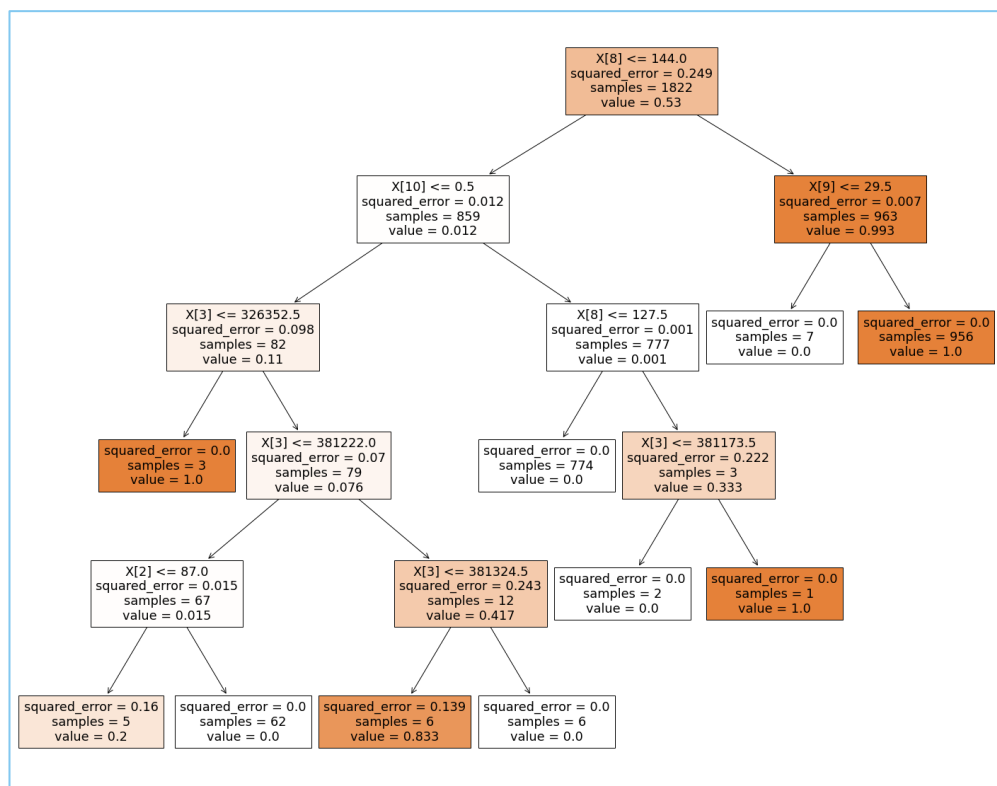 X[8] <= 144.0
squared_error = 0.249
samples = 1822
value = 0.53
X[10] <= 0.5
squared_error = 0.012
samples = 859
value = 0.012
X[9] <= 29.5
squared_error = 0.007
samples = 963
value = 0.993
X[3] <= 326352.5
squared_error = 0.098
samples = 82
value = 0.11
X[8] <= 127.5
squared_error = 0.001
samples = 777
value = 0.001
squared_error = 0.0
samples = 7
value = 0.0
squared_error = 0.0
samples = 956
value = 1.0
squared_error = 0.0
samples = 3
value = 1.0
X[3] <= 381222.0
squared_error = 0.07
samples = 79
value = 0.076
squared_error = 0.0
samples = 774
value = 0.0
X[3] <= 381173.5
squared_error = 0.222
samples = 3
value = 0.333
X[2] <= 87.0
squared_error = 0.015
samples = 67
value = 0.015
X[3] <= 381324.5
squared_error = 0.243
samples = 12
value = 0.417
squared_error = 0.0
samples = 2
value = 0.0
squared_error = 0.0
samples = 1
value = 1.0
squared_error = 0.16
samples = 5
value = 0.2
squared_error = 0.0
samples = 62
value = 0.0
squared_error = 0.139
samples = 6
value = 0.833
squared_error = 0.0
samples = 6
value = 0.0